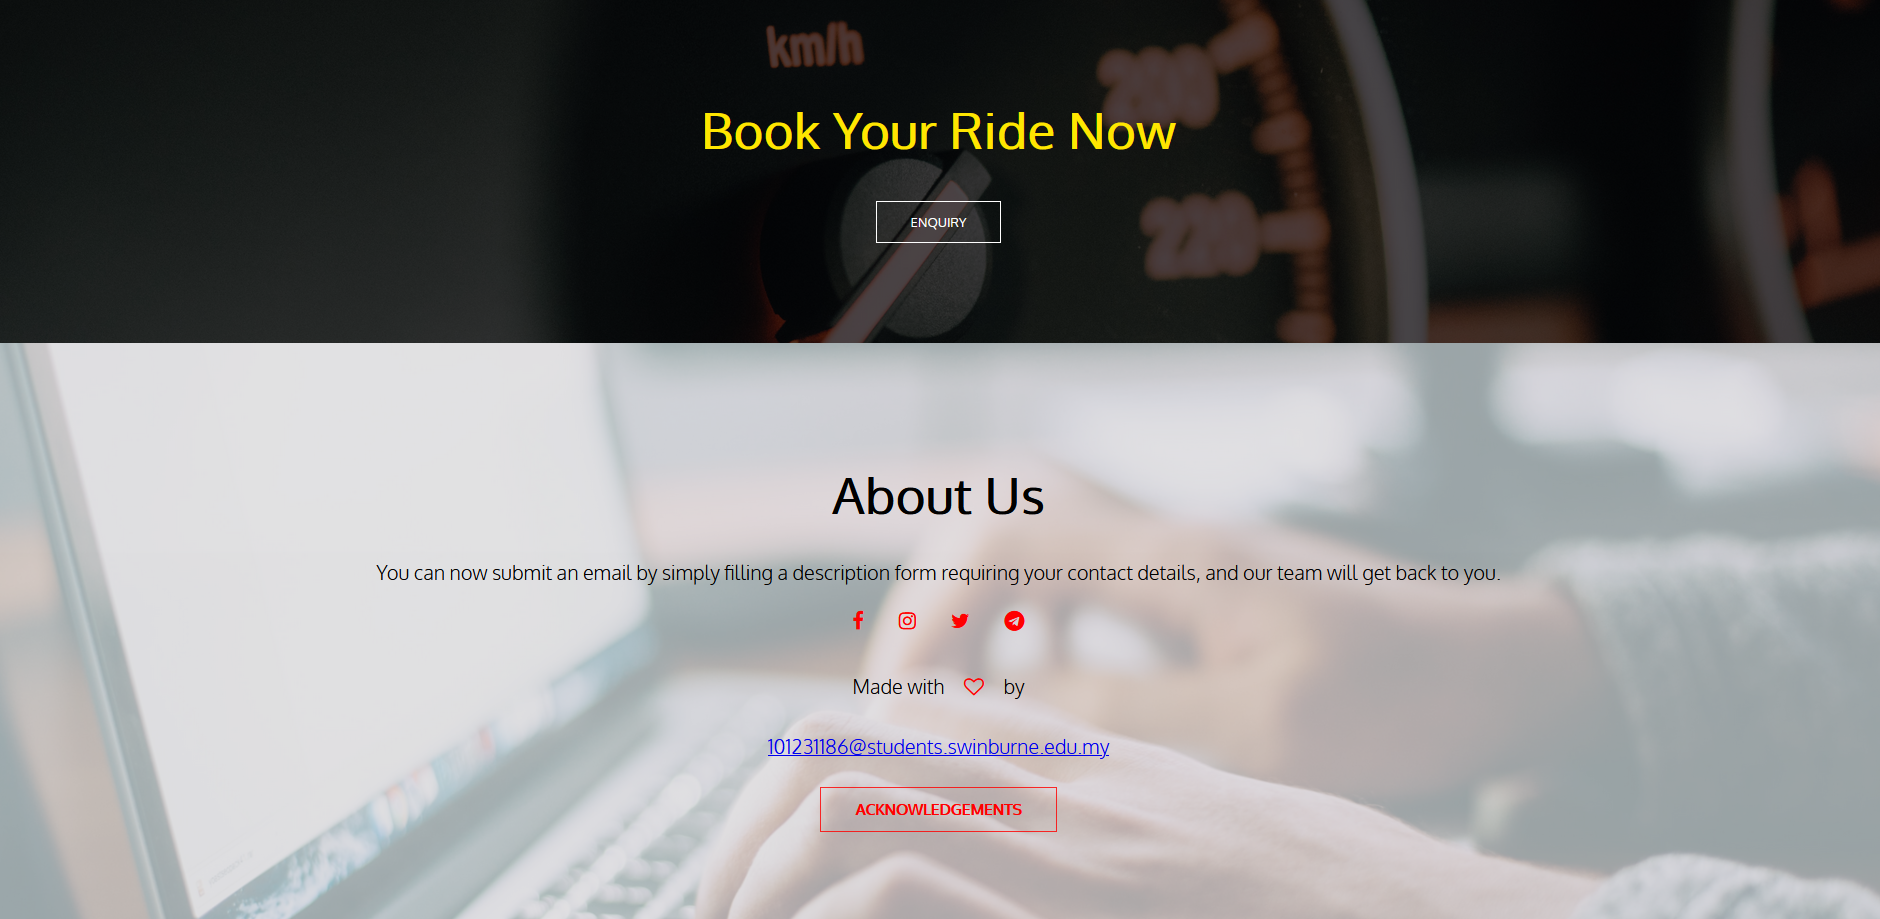 km/h
200
Book Your Ride Now
220
ENQUIRY
About Us
You can now submit an email by simply filling a description form requiring your contact details, and our team will get back to you.
Made with by
101231186@students.swinburne.edu.my
ACKNOWLEDGEMENTS